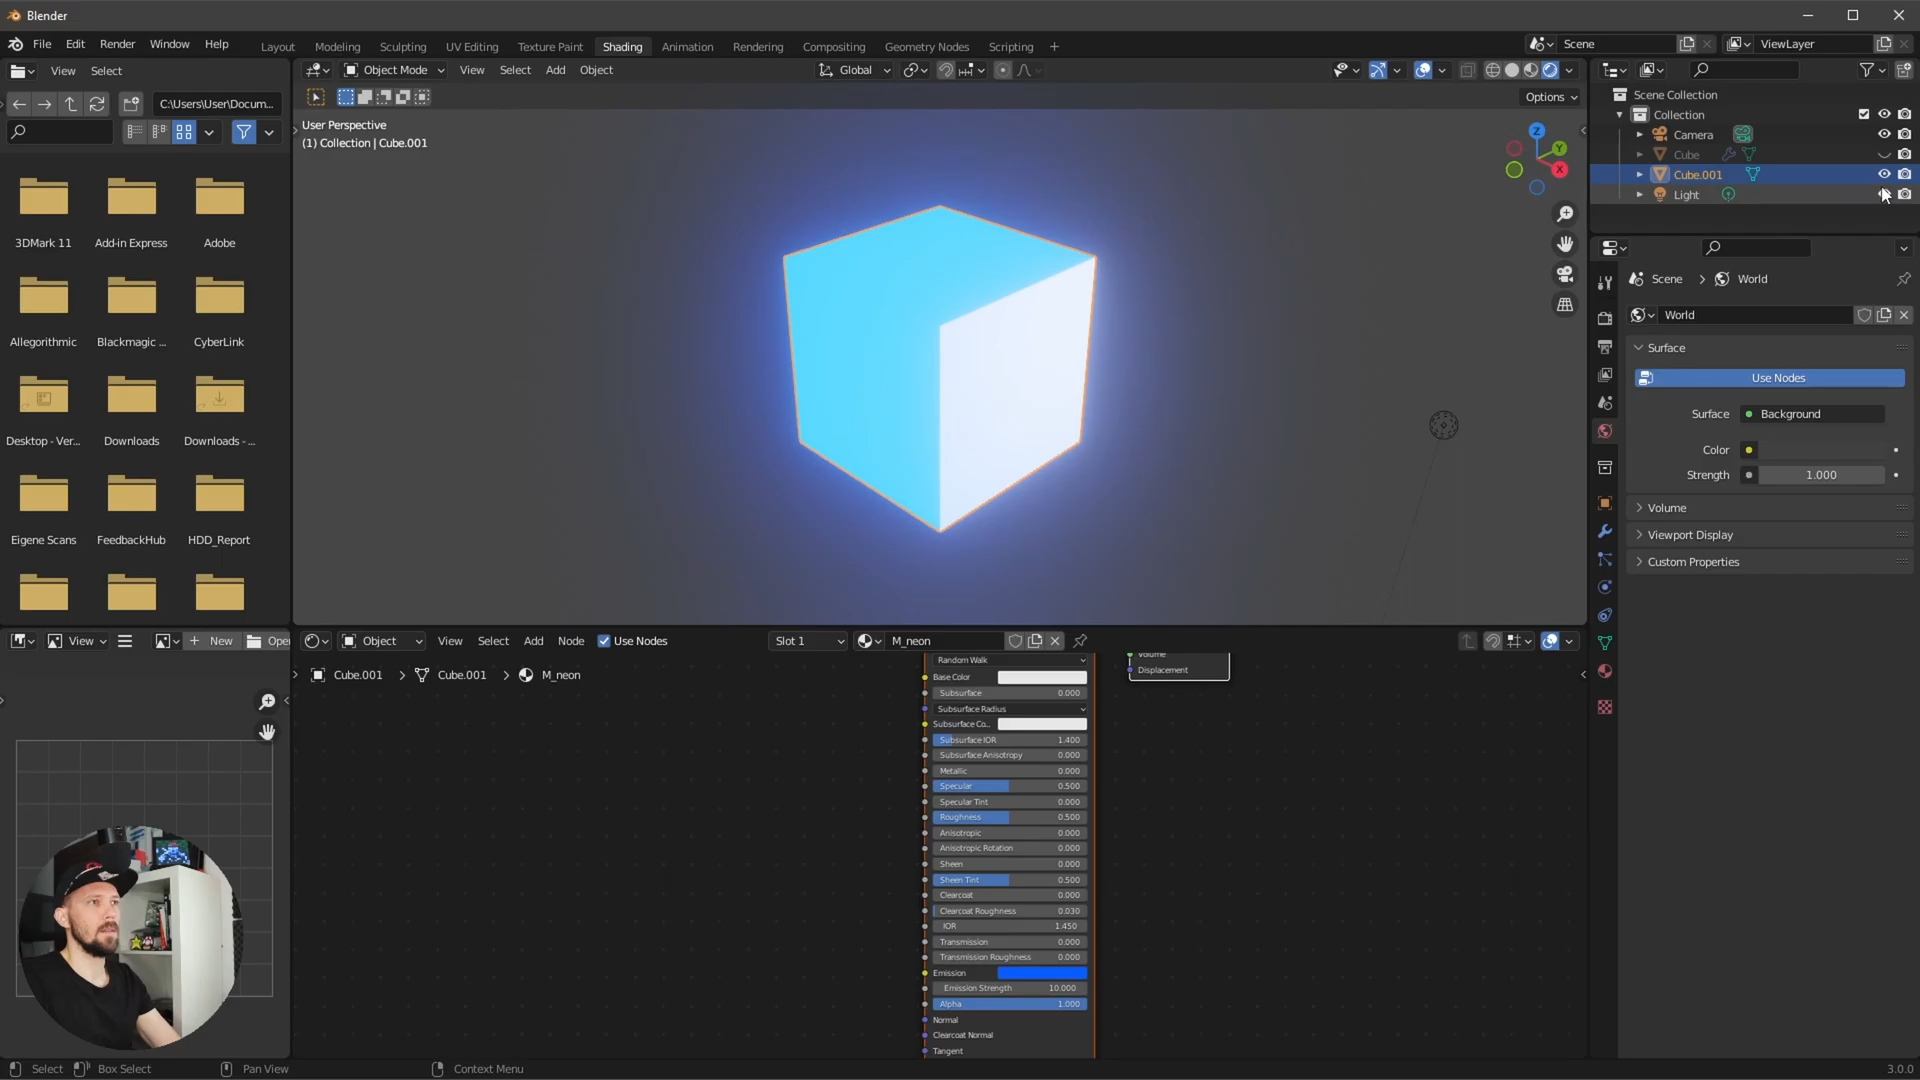 Blender
File Edit Render Window Help
Layout Modeling Sculpting UV Editing Texture Paint Shading Animation Rendering Compositing Geometry Nodes Scripting +
Scene
ViewLayer
View Select
Object Mode View Select Add Object
Global
C:\Users\User\Docum...
Options
User Perspective
(1) Collection | Cube.001
Z
Y
X
Scene Collection
Collection
Camera
Cube
Cube.001
Light
3DMark 11 Add-in Express Adobe
Allegorithmic Blackmagic ... CyberLink
Desktop - Ver... Downloads Downloads - ...
Eigene Scans FeedbackHub HDD_Report
Scene > World
World
Surface
Use Nodes
Surface Background
Color
Strength 1.000
Volume
Viewport Display
Custom Properties
View + New Ope
Object View Select Add Node Use Nodes Slot 1 M_neon
Cube.001 > Cube.001 > M_neon
Random Walk
Base Color
Subsurface 0.000
Subsurface Radius
Subsurface Co..
Subsurface IOR 1.400
Subsurface Anisotropy 0.000
Metallic 0.000
Specular 0.500
Specular Tint 0.000
Roughness 0.500
Anisotropic 0.000
Anisotropic Rotation 0.000
Sheen 0.000
Sheen Tint 0.500
Clearcoat 0.000
Clearcoat Roughness 0.030
IOR 1.450
Transmission 0.000
Transmission Roughness 0.000
Emission
Emission Strength 10.000
Alpha 1.000
Normal
Clearcoat Normal
Tangent
Volume
Displacement
Select Box Select Pan View Context Menu
3.0.0